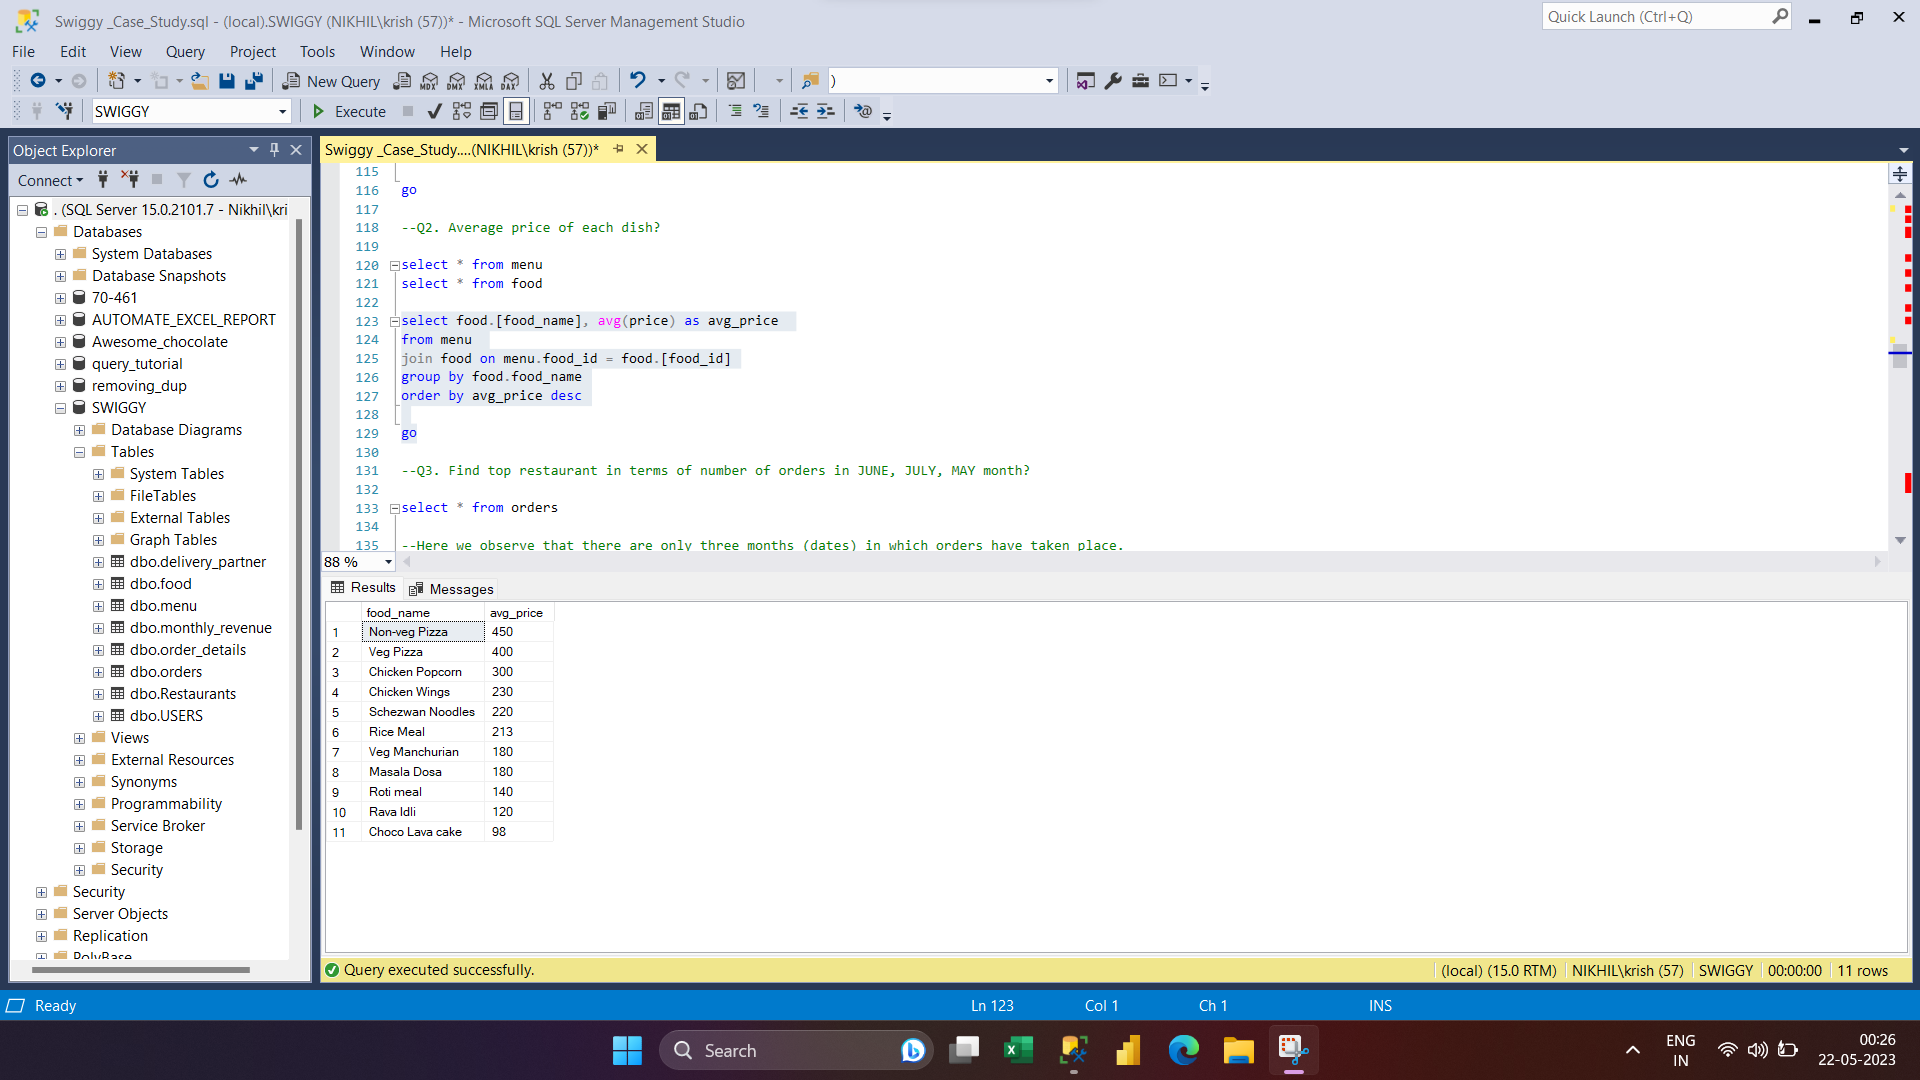 Swiggy _Case_Study.sql - (local).SWIGGY (NIKHIL\krish (57))* - Microsoft SQL Server Management Studio
Quick Launch (Ctrl+Q)
File Edit View Query Project Tools Window Help
New Query MDX DMX XMLA DAX )
SWIGGY Execute
Object Explorer
Connect
. (SQL Server 15.0.2101.7 - Nikhil\kri
Databases
System Databases
Database Snapshots
70-461
AUTOMATE_EXCEL_REPORT
Awesome_chocolate
query_tutorial
removing_dup
SWIGGY
Database Diagrams
Tables
System Tables
FileTables
External Tables
Graph Tables
dbo.delivery_partner
dbo.food
dbo.menu
dbo.monthly_revenue
dbo.order_details
dbo.orders
dbo.Restaurants
dbo.USERS
Views
External Resources
Synonyms
Programmability
Service Broker
Storage
Security
Security
Server Objects
Replication
PolyBase
Swiggy _Case_Study....(NIKHIL\krish (57))*
115
116 go
117
118 --Q2. Average price of each dish?
119
120 select * from menu
121 select * from food
122
123 select food.[food_name], avg(price) as avg_price
124 from menu
125 join food on menu.food_id = food.[food_id]
126 group by food.food_name
127 order by avg_price desc
128
129 go
130
131 --Q3. Find top restaurant in terms of number of orders in JUNE, JULY, MAY month?
132
133 select * from orders
134
135 --Here we observe that there are only three months (dates) in which orders have taken place.
88 %
Results Messages
food_name avg_price
1 Non-veg Pizza 450
2 Veg Pizza 400
3 Chicken Popcorn 300
4 Chicken Wings 230
5 Schezwan Noodles 220
6 Rice Meal 213
7 Veg Manchurian 180
8 Masala Dosa 180
9 Roti meal 140
10 Rava Idli 120
11 Choco Lava cake 98
Query executed successfully. (local) (15.0 RTM) NIKHIL\krish (57) SWIGGY 00:00:00 11 rows
Ready Ln 123 Col 1 Ch 1 INS
Search
ENG
IN
00:26
22-05-2023